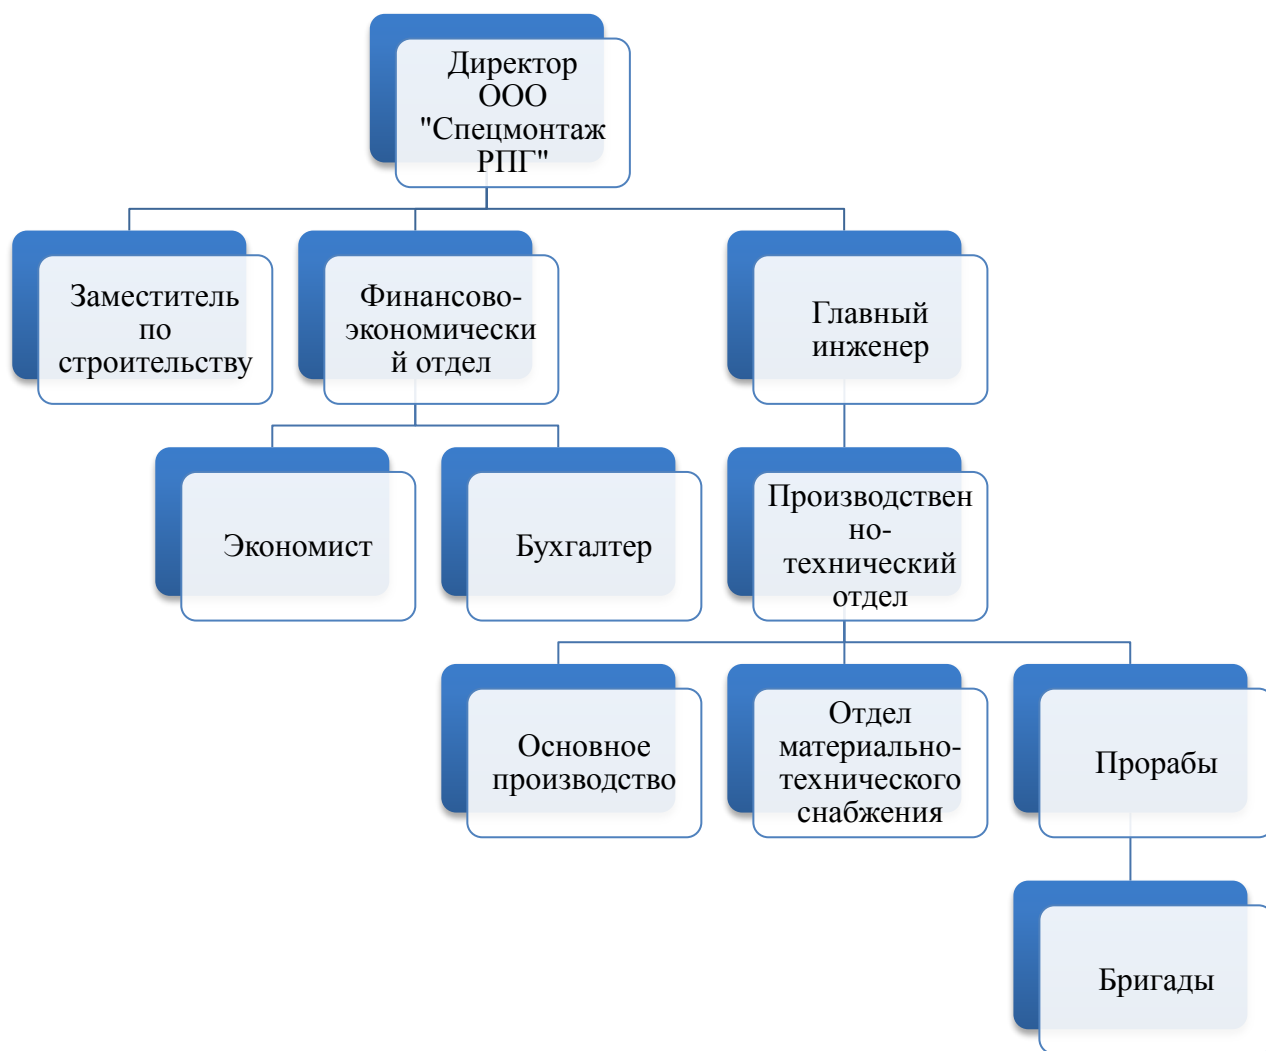 Директор
ООО
"Спецмонтаж
РПГ"
Заместитель
по
строительству
Финансово-
экономически
й отдел
Главный
инженер
Экономист
Бухгалтер
Производствен
но-
технический
отдел
Основное
производство
Отдел
материально-
технического
снабжения
Прорабы
Бригады